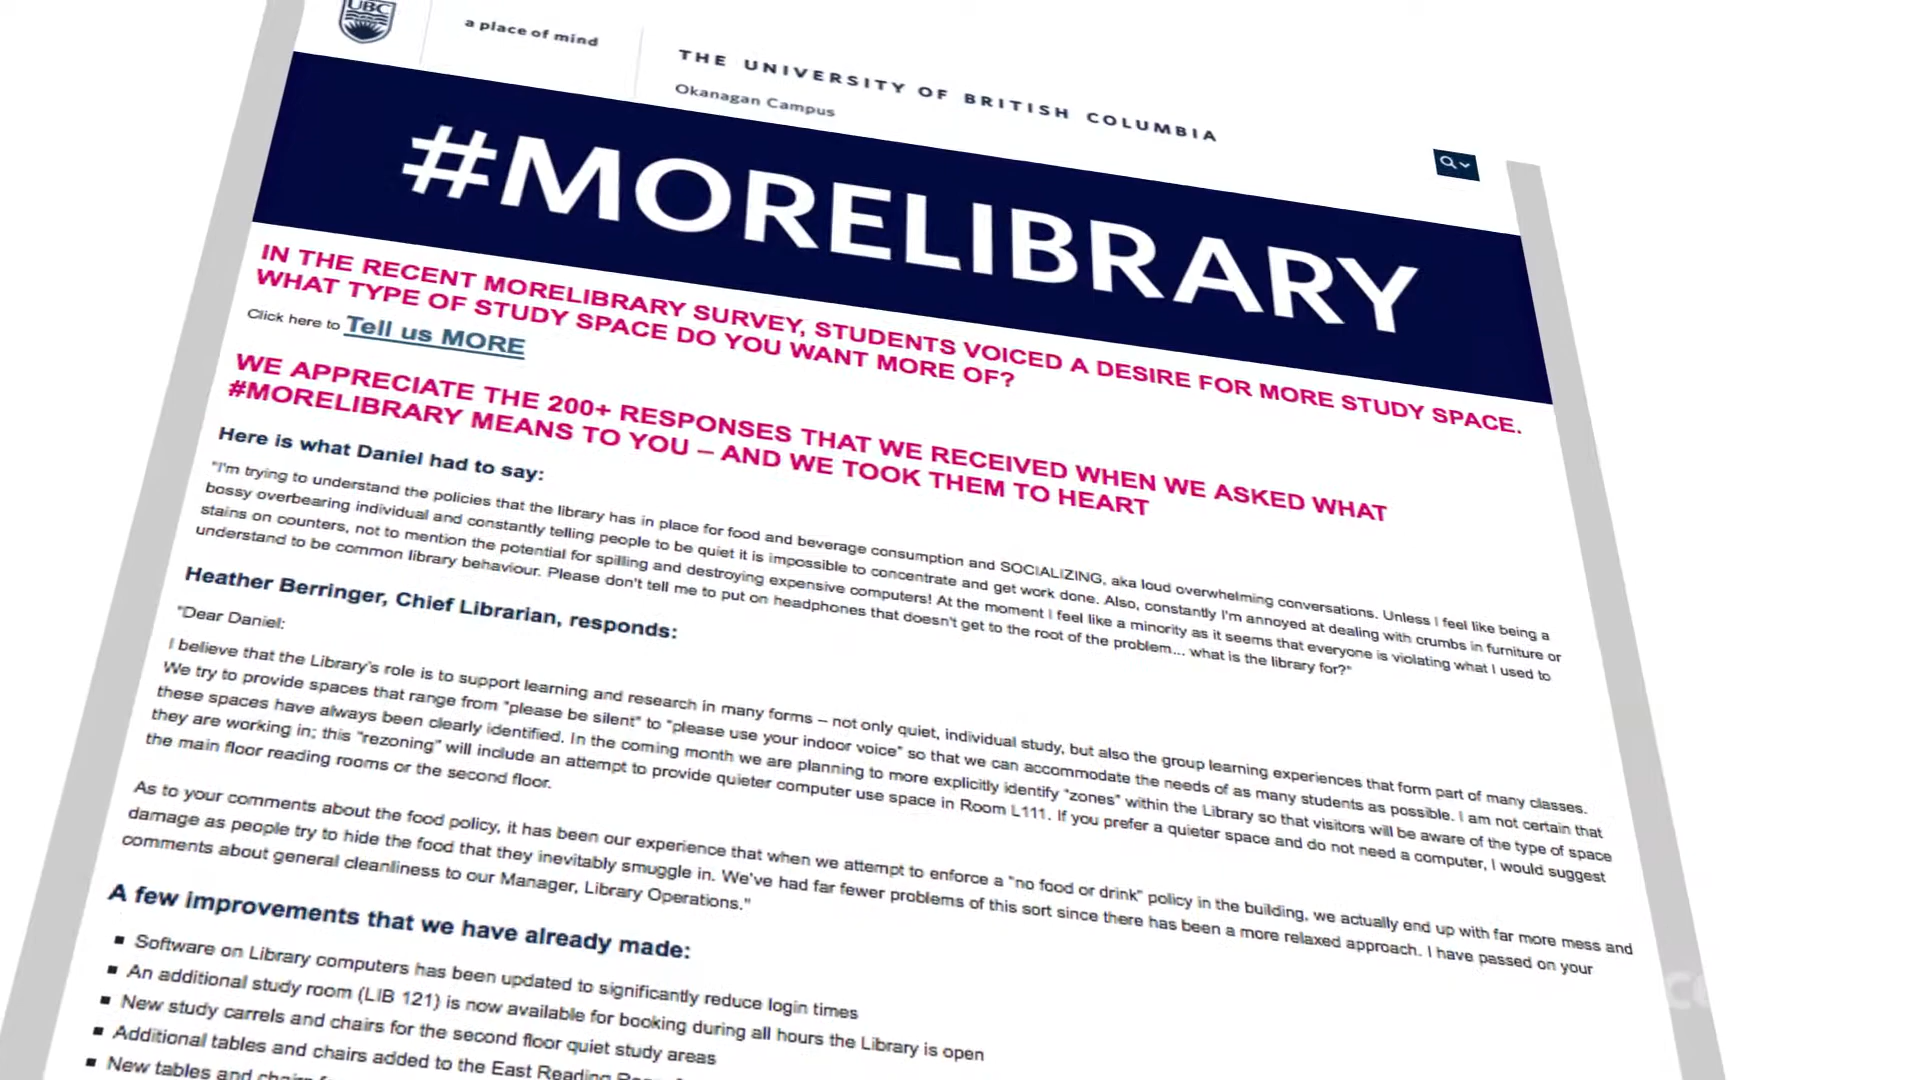 UBC
a place of mind
THE UNIVERSITY OF BRITISH COLUMBIA
Okanagan Campus
#MORELIBRARY
IN THE RECENT MORELIBRARY SURVEY, STUDENTS VOICED A DESIRE FOR MORE STUDY SPACE.
WHAT TYPE OF STUDY SPACE DO YOU WANT MORE OF?
Click here to Tell us MORE
WE APPRECIATE THE 200+ RESPONSES THAT WE RECEIVED WHEN WE ASKED WHAT
#MORELIBRARY MEANS TO YOU – AND WE TOOK THEM TO HEART
Here is what Daniel had to say:
"I'm trying to understand the policies that the library has in place for food and beverage consumption and SOCIALIZING, aka loud overwhelming conversations. Unless I feel like being a
bossy overbearing individual and constantly telling people to be quiet it is impossible to concentrate and get work done. Also, constantly I'm annoyed at dealing with crumbs in furniture or
stains on counters, not to mention the potential for spilling and destroying expensive computers! At the moment I feel like a minority as it seems that everyone is violating what I used to
understand to be common library behaviour. Please don't tell me to put on headphones that doesn't get to the root of the problem... what is the library for?"
Heather Berringer, Chief Librarian, responds:
"Dear Daniel:
I believe that the Library's role is to support learning and research in many forms – not only quiet, individual study, but also the group learning experiences that form part of many classes.
We try to provide spaces that range from "please be silent" to "please use your indoor voice" so that we can accommodate the needs of as many students as possible. I am not certain that
these spaces have always been clearly identified. In the coming month we are planning to more explicitly identify "zones" within the Library so that visitors will be aware of the type of space
they are working in; this "rezoning" will include an attempt to provide quieter computer use space in Room L111. If you prefer a quieter space and do not need a computer, I would suggest
the main floor reading rooms or the second floor.
As to your comments about the food policy, it has been our experience that when we attempt to enforce a "no food or drink" policy in the building, we actually end up with far more mess and
damage as people try to hide the food that they inevitably smuggle in. We've had far fewer problems of this sort since there has been a more relaxed approach. I have passed on your
comments about general cleanliness to our Manager, Library Operations."
A few improvements that we have already made:
▪ Software on Library computers has been updated to significantly reduce login times
▪ An additional study room (LIB 121) is now available for booking during all hours the Library is open
▪ New study carrels and chairs for the second floor quiet study areas
▪ Additional tables and chairs added to the East Reading
▪ New tables and chairs